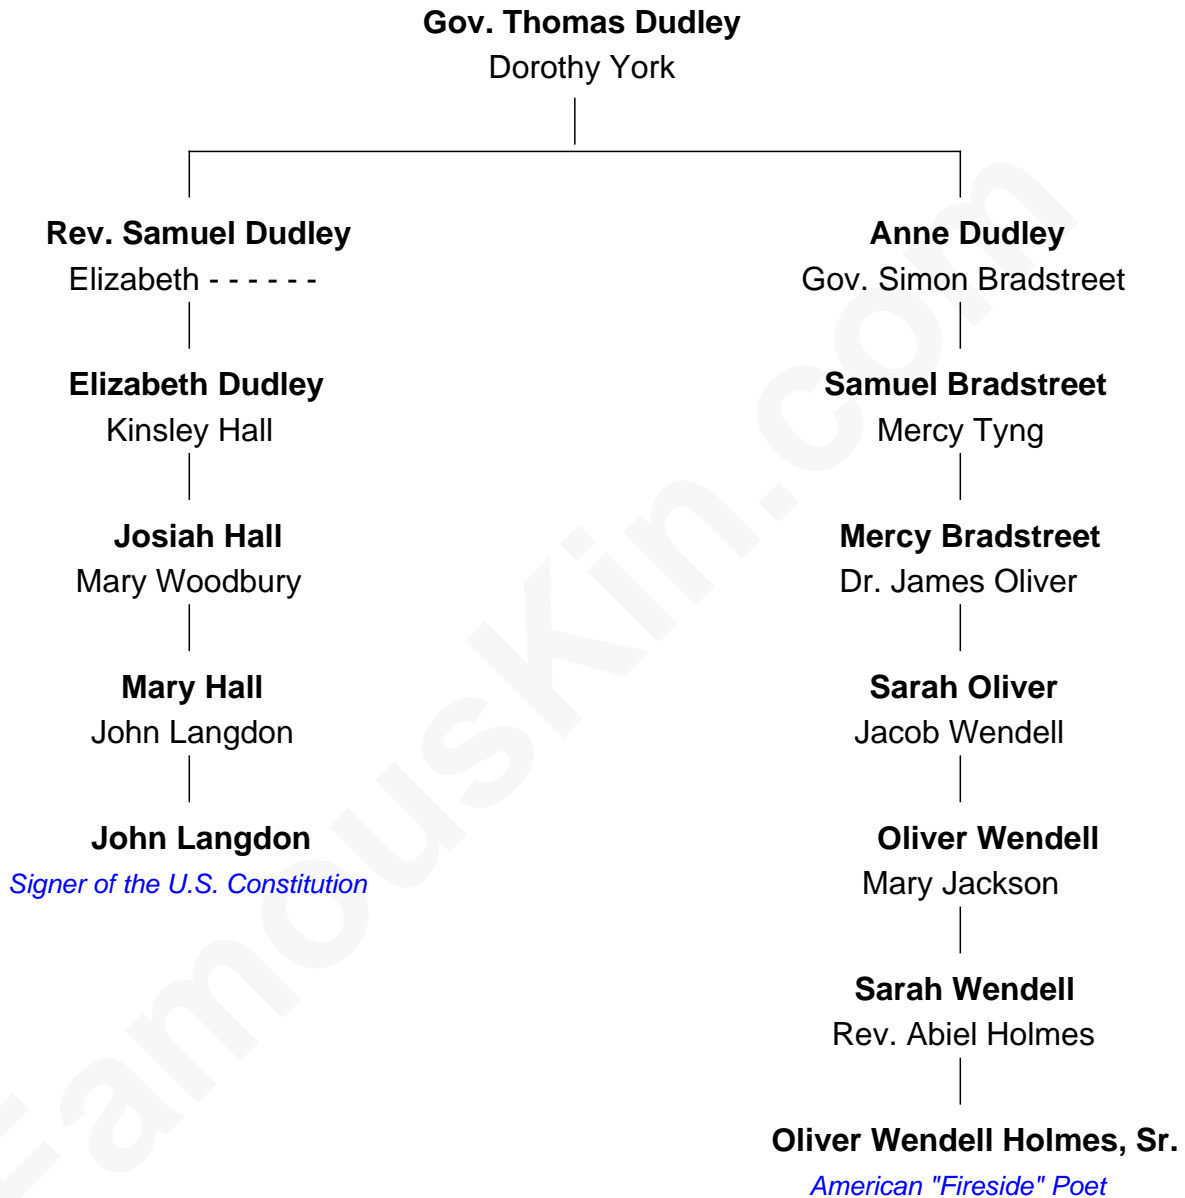 Gov. Thomas Dudley
Dorothy York
Rev. Samuel Dudley
Elizabeth - - - - - -
Elizabeth Dudley
Kinsley Hall
Josiah Hall
Mary Woodbury
Mary Hall
John Langdon
John Langdon
Signer of the U.S. Constitution
Anne Dudley
Gov. Simon Bradstreet
Samuel Bradstreet
Mercy Tyng
Mercy Bradstreet
Dr. James Oliver
Sarah Oliver
Jacob Wendell
Oliver Wendell
Mary Jackson
Sarah Wendell
Rev. Abiel Holmes
Oliver Wendell Holmes, Sr.
American "Fireside" Poet
FamousKin.com